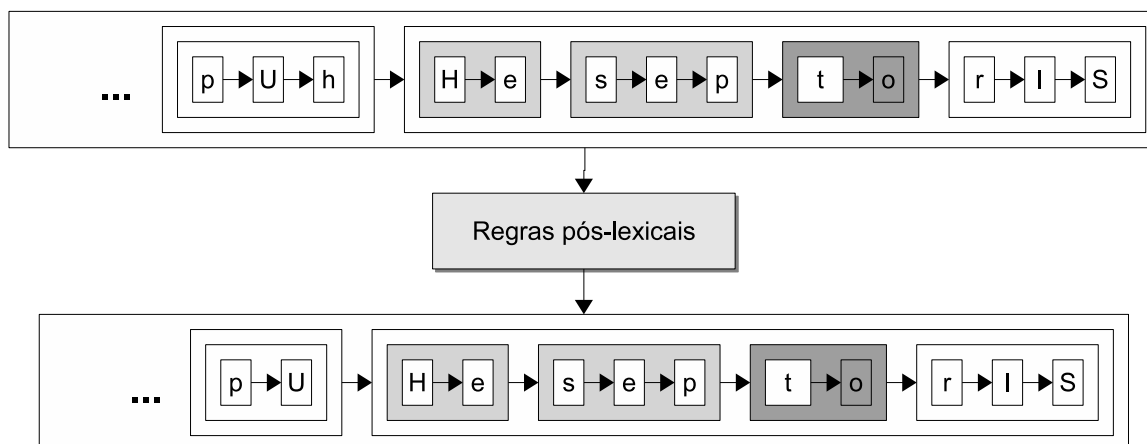 ... p U h H e s e p t o r I S
Regras pós-lexicais
... p U H e s e p t o r I S